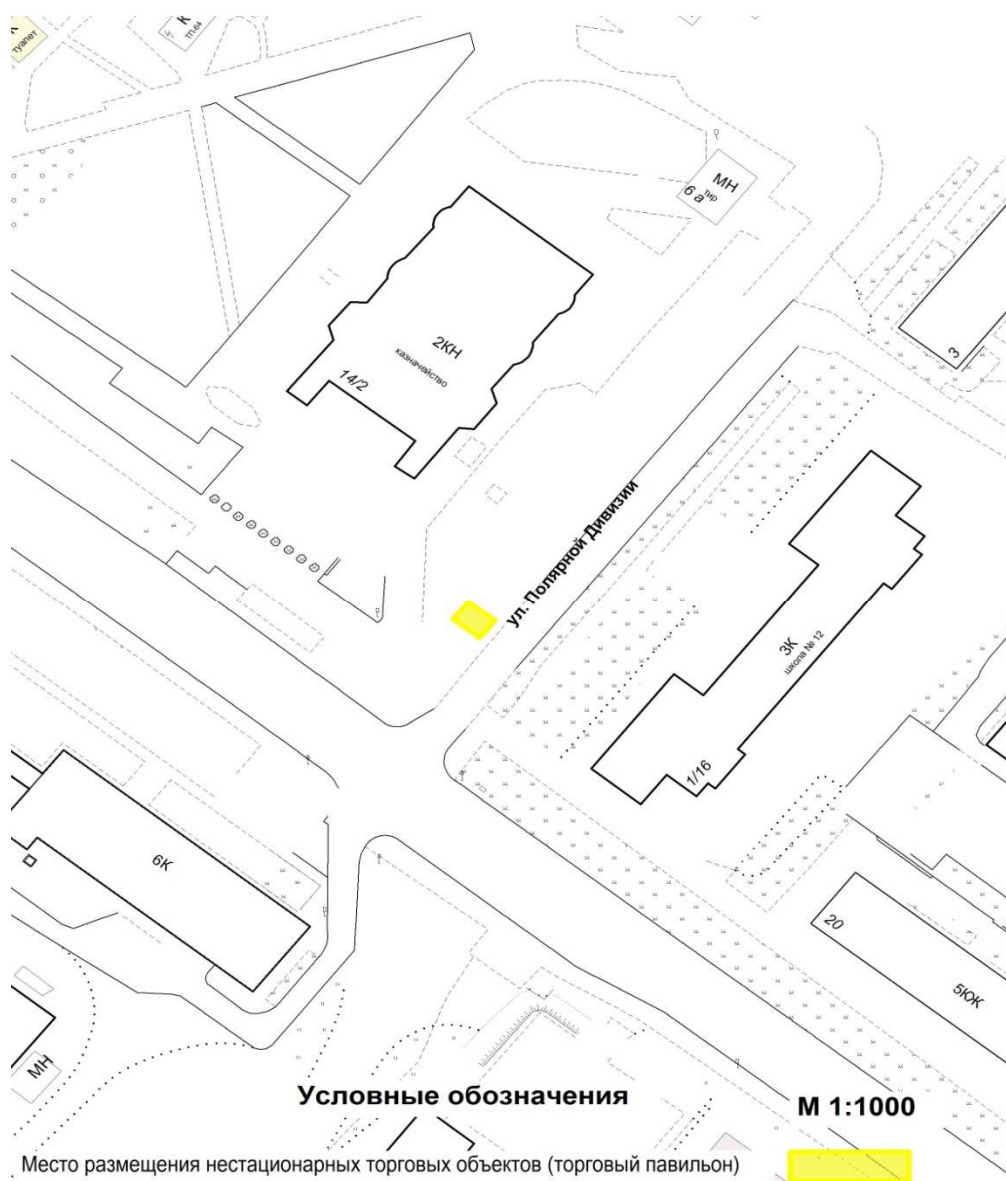 К
туалет
К
ТП-64
МН
6 а тир
2КН
казначейство
14/2
3
ул. Полярной Дивизии
3К
школа № 12
1/16
6К
20
5КЖ
МН
Условные обозначения
М 1:1000
Место размещения нестационарных торговых объектов (торговый павильон)